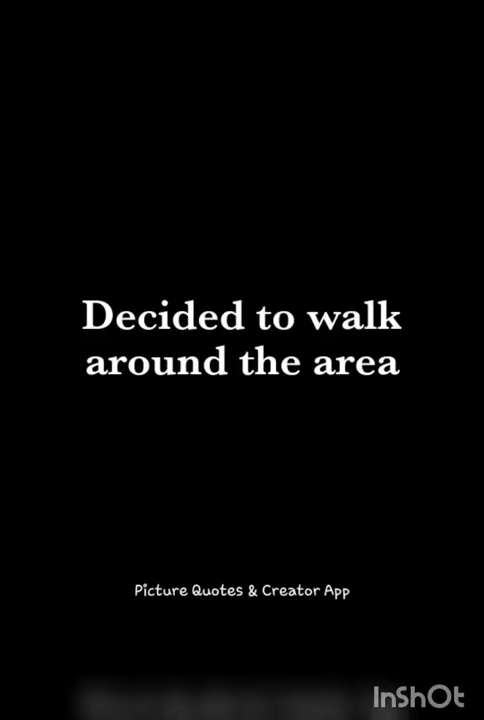 Decided to walk
around the area
Picture Quotes & Creator App
InShOt